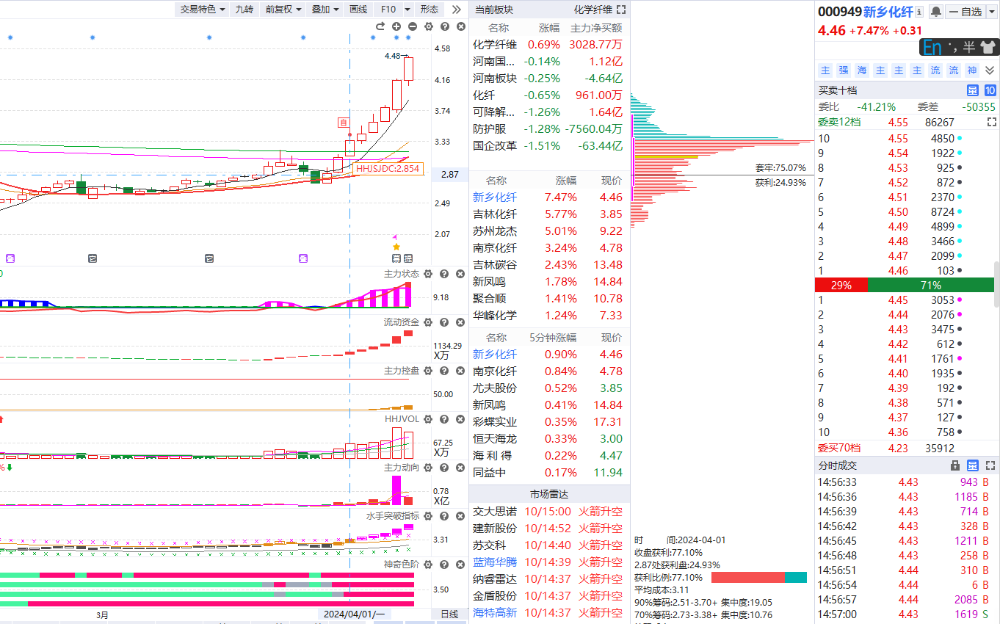 交易特色 九转 前复权 叠加 画线 F10 形态
4.48
4.58
4.16
3.74
3.33
2.87
2.49
2.07
自
HHJSJDC:2.854
0
主力状态
9.18
流动资金
1134.29
X万
主力控盘
50.00
HHJVOL
67.25
X万
% 主力动向
0.78
X亿
水手突破指标
3.31
神奇色阶
3.50
3月 2024/04/01/一 日线
当前板块 化学纤维
名称 涨幅 主力净买额
化学纤维 0.69% 3028.77万
河南国... -0.14% 1.12亿
河南板块 -0.25% -4.64亿
化纤 -0.65% 961.00万
可降解... -1.26% 1.64亿
防护服 -1.28% -7560.04万
国企改革 -1.51% -63.44亿
名称 涨幅 现价
新乡化纤 7.47% 4.46
吉林化纤 5.77% 3.85
苏州龙杰 5.01% 9.22
南京化纤 3.24% 4.78
吉林碳谷 2.43% 13.48
新凤鸣 1.78% 14.84
聚合顺 1.41% 10.78
华峰化学 1.24% 7.33
名称 5分钟涨幅 现价
新乡化纤 0.90% 4.46
南京化纤 0.84% 4.78
尤夫股份 0.52% 3.85
新凤鸣 0.41% 14.84
彩蝶实业 0.35% 17.31
恒天海龙 0.33% 3.00
海利得 0.22% 4.47
同益中 0.17% 11.94
市场雷达
交大思诺 10/15:00 火箭升空
建新股份 10/14:52 火箭升空
苏交科 10/14:40 火箭升空
蓝海华腾 10/14:39 火箭升空
纳睿雷达 10/14:37 火箭升空
金盾股份 10/14:37 火箭升空
海特高新 10/14:37 火箭升空
套牢:75.07%
获利:24.93%
时 间:2024-04-01
收盘获利:77.10%
2.87处获利盘:24.93%
获利比例:77.10%
平均成本:3.11
90%筹码:2.51-3.70+ 集中度:19.05
70%筹码:2.73-3.38+ 集中度:10.76
000949新乡化纤 自选
4.46 +7.47% +0.31
En 半
主 强 海 主 主 主 流 流 神
买卖十档 量 10
委比 -41.21% 委差 -50355
委卖12档 4.55 86267
10 4.55 4850
9 4.54 1922
8 4.53 925
7 4.52 872
6 4.51 2370
5 4.50 8724
4 4.49 4899
3 4.48 3466
2 4.47 2099
1 4.46 103
29% 71%
1 4.45 3053
2 4.44 2076
3 4.43 3475
4 4.42 612
5 4.41 1761
6 4.40 1935
7 4.39 192
8 4.38 571
9 4.37 127
10 4.36 758
委买70档 4.23 35912
分时成交 量
14:56:33 4.43 943 B
14:56:36 4.43 1185 B
14:56:39 4.43 714 B
14:56:42 4.43 328 B
14:56:45 4.43 1211 B
14:56:48 4.43 258 B
14:56:51 4.44 310 B
14:56:54 4.44 6 B
14:56:57 4.44 2085 B
14:57:00 4.43 1619 S